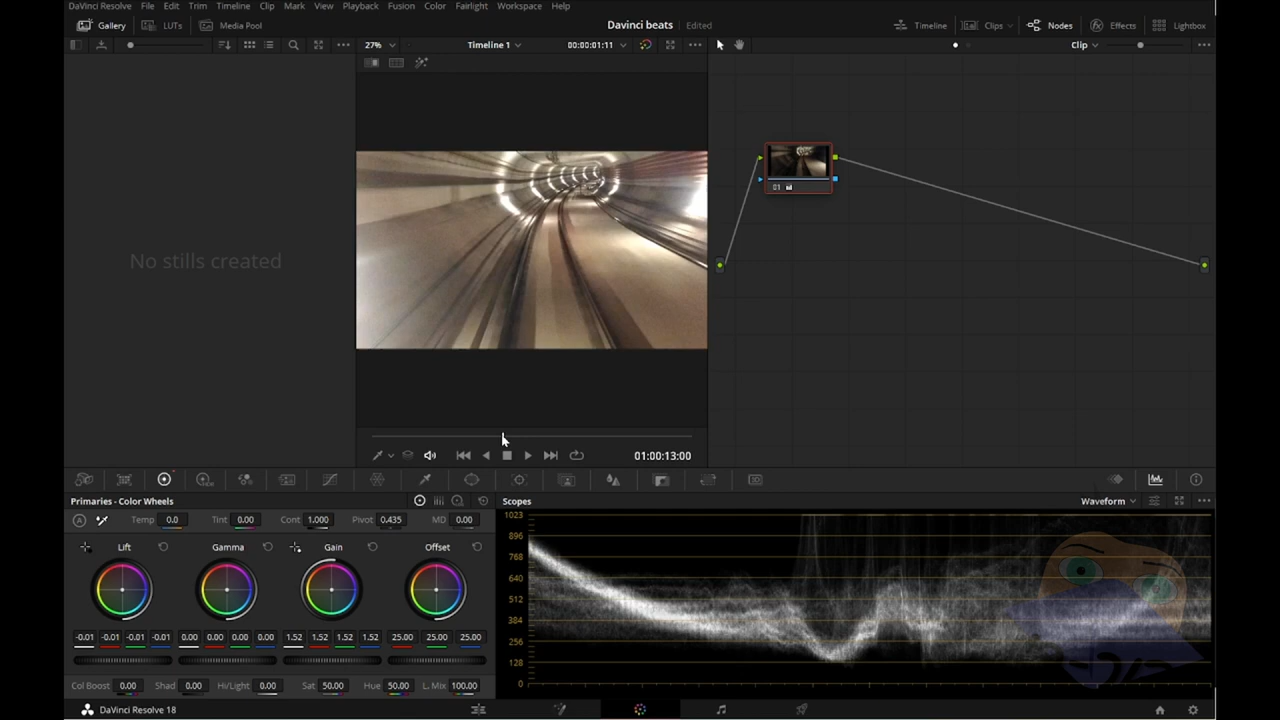 DaVinci Resolve File Edit Trim Timeline Clip Mark View Playback Fusion Color Fairlight Workspace Help
Gallery LUTs Media Pool Davinci beats Edited Timeline Clips Nodes Effects Lightbox
27% Timeline 1 00:00:01:11 Clip
01
No stills created
01:00:13:00
Primaries - Color Wheels Scopes Waveform
Temp 0.0 Tint 0.00 Cont 1.000 Pivot 0.435 MD 0.00
Lift Gamma Gain Offset
-0.01 -0.01 -0.01 -0.01 0.00 0.00 0.00 0.00 1.52 1.52 1.52 1.52 25.00 25.00 25.00
Col Boost 0.00 Shad 0.00 Hi/Light 0.00 Sat 50.00 Hue 50.00 L. Mix 100.00
1023
896
768
640
512
384
256
128
0
DaVinci Resolve 18